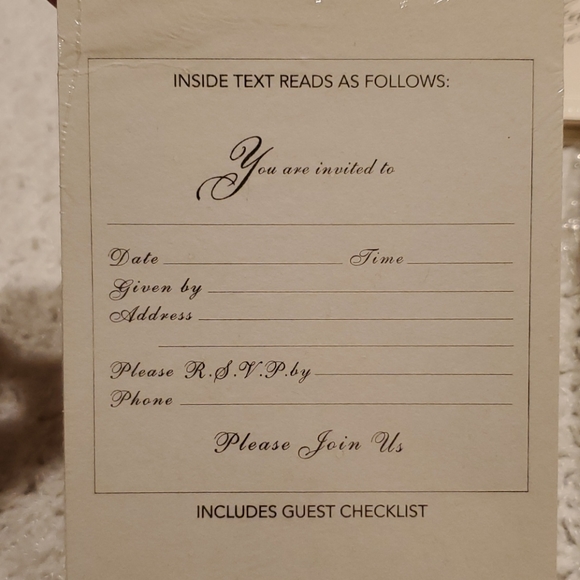 INSIDE TEXT READS AS FOLLOWS:
You are invited to
Date Time
Given by
Address
Please R.S.V.P.by
Phone
Please Join Us
INCLUDES GUEST CHECKLIST